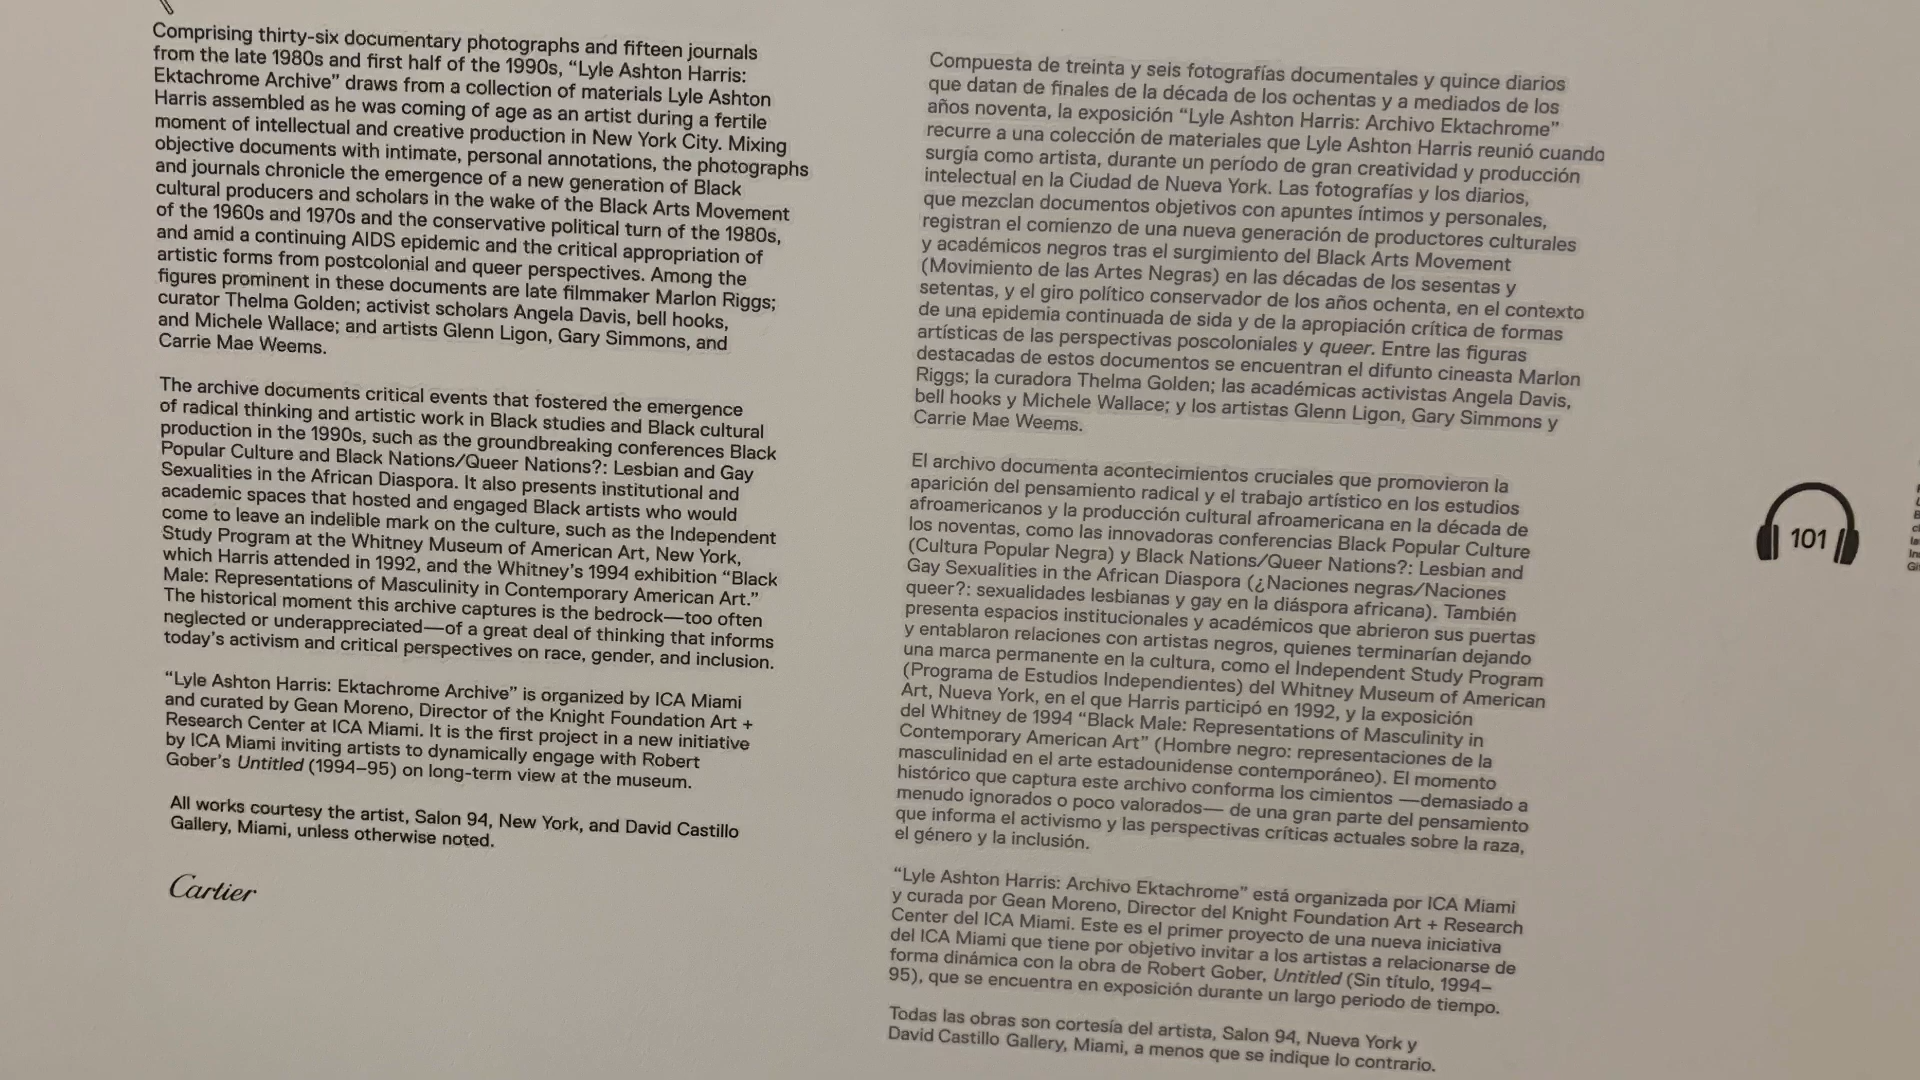 Comprising thirty-six documentary photographs and fifteen journals
from the late 1980s and first half of the 1990s, “Lyle Ashton Harris:
Ektachrome Archive” draws from a collection of materials Lyle Ashton
Harris assembled as he was coming of age as an artist during a fertile
moment of intellectual and creative production in New York City. Mixing
objective documents with intimate, personal annotations, the photographs
and journals chronicle the emergence of a new generation of Black
cultural producers and scholars in the wake of the Black Arts Movement
of the 1960s and 1970s and the conservative political turn of the 1980s,
and amid a continuing AIDS epidemic and the critical appropriation of
artistic forms from postcolonial and queer perspectives. Among the
figures prominent in these documents are late filmmaker Marlon Riggs;
curator Thelma Golden; activist scholars Angela Davis, bell hooks,
and Michele Wallace; and artists Glenn Ligon, Gary Simmons, and
Carrie Mae Weems.
The archive documents critical events that fostered the emergence
of radical thinking and artistic work in Black studies and Black cultural
production in the 1990s, such as the groundbreaking conferences Black
Popular Culture and Black Nations/Queer Nations?: Lesbian and Gay
Sexualities in the African Diaspora. It also presents institutional and
academic spaces that hosted and engaged Black artists who would
come to leave an indelible mark on the culture, such as the Independent
Study Program at the Whitney Museum of American Art, New York,
which Harris attended in 1992, and the Whitney’s 1994 exhibition “Black
Male: Representations of Masculinity in Contemporary American Art.”
The historical moment this archive captures is the bedrock—too often
neglected or underappreciated—of a great deal of thinking that informs
today’s activism and critical perspectives on race, gender, and inclusion.
“Lyle Ashton Harris: Ektachrome Archive” is organized by ICA Miami
and curated by Gean Moreno, Director of the Knight Foundation Art +
Research Center at ICA Miami. It is the first project in a new initiative
by ICA Miami inviting artists to dynamically engage with Robert
Gober’s Untitled (1994–95) on long-term view at the museum.
All works courtesy the artist, Salon 94, New York, and David Castillo
Gallery, Miami, unless otherwise noted.
Cartier
Compuesta de treinta y seis fotografías documentales y quince diarios
que datan de finales de la década de los ochentas y a mediados de los
años noventa, la exposición “Lyle Ashton Harris: Archivo Ektachrome”
recurre a una colección de materiales que Lyle Ashton Harris reunió cuando
surgía como artista, durante un período de gran creatividad y producción
intelectual en la Ciudad de Nueva York. Las fotografías y los diarios,
que mezclan documentos objetivos con apuntes íntimos y personales,
registran el comienzo de una nueva generación de productores culturales
y académicos negros tras el surgimiento del Black Arts Movement
(Movimiento de las Artes Negras) en las décadas de los sesentas y
setentas, y el giro político conservador de los años ochenta, en el contexto
de una epidemia continuada de sida y de la apropiación crítica de formas
artísticas de las perspectivas poscoloniales y queer. Entre las figuras
destacadas de estos documentos se encuentran el difunto cineasta Marlon
Riggs; la curadora Thelma Golden; las académicas activistas Angela Davis,
bell hooks y Michele Wallace; y los artistas Glenn Ligon, Gary Simmons y
Carrie Mae Weems.
El archivo documenta acontecimientos cruciales que promovieron la
aparición del pensamiento radical y el trabajo artístico en los estudios
afroamericanos y la producción cultural afroamericana en la década de
los noventas, como las innovadoras conferencias Black Popular Culture
(Cultura Popular Negra) y Black Nations/Queer Nations?: Lesbian and
Gay Sexualities in the African Diaspora (¿Naciones negras/Naciones
queer?: sexualidades lesbianas y gay en la diáspora africana). También
presenta espacios institucionales y académicos que abrieron sus puertas
y entablaron relaciones con artistas negros, quienes terminarían dejando
una marca permanente en la cultura, como el Independent Study Program
(Programa de Estudios Independientes) del Whitney Museum of American
Art, Nueva York, en el que Harris participó en 1992, y la exposición
del Whitney de 1994 “Black Male: Representations of Masculinity in
Contemporary American Art” (Hombre negro: representaciones de la
masculinidad en el arte estadounidense contemporáneo). El momento
histórico que captura este archivo conforma los cimientos —demasiado a
menudo ignorados o poco valorados— de una gran parte del pensamiento
que informa el activismo y las perspectivas críticas actuales sobre la raza,
el género y la inclusión.
“Lyle Ashton Harris: Archivo Ektachrome” está organizada por ICA Miami
y curada por Gean Moreno, Director del Knight Foundation Art + Research
Center del ICA Miami. Este es el primer proyecto de una nueva iniciativa
del ICA Miami que tiene por objetivo invitar a los artistas a relacionarse de
forma dinámica con la obra de Robert Gober, Untitled (Sin título, 1994–
95), que se encuentra en exposición durante un largo periodo de tiempo.
Todas las obras son cortesía del artista, Salon 94, Nueva York y
David Castillo Gallery, Miami, a menos que se indique lo contrario.
101